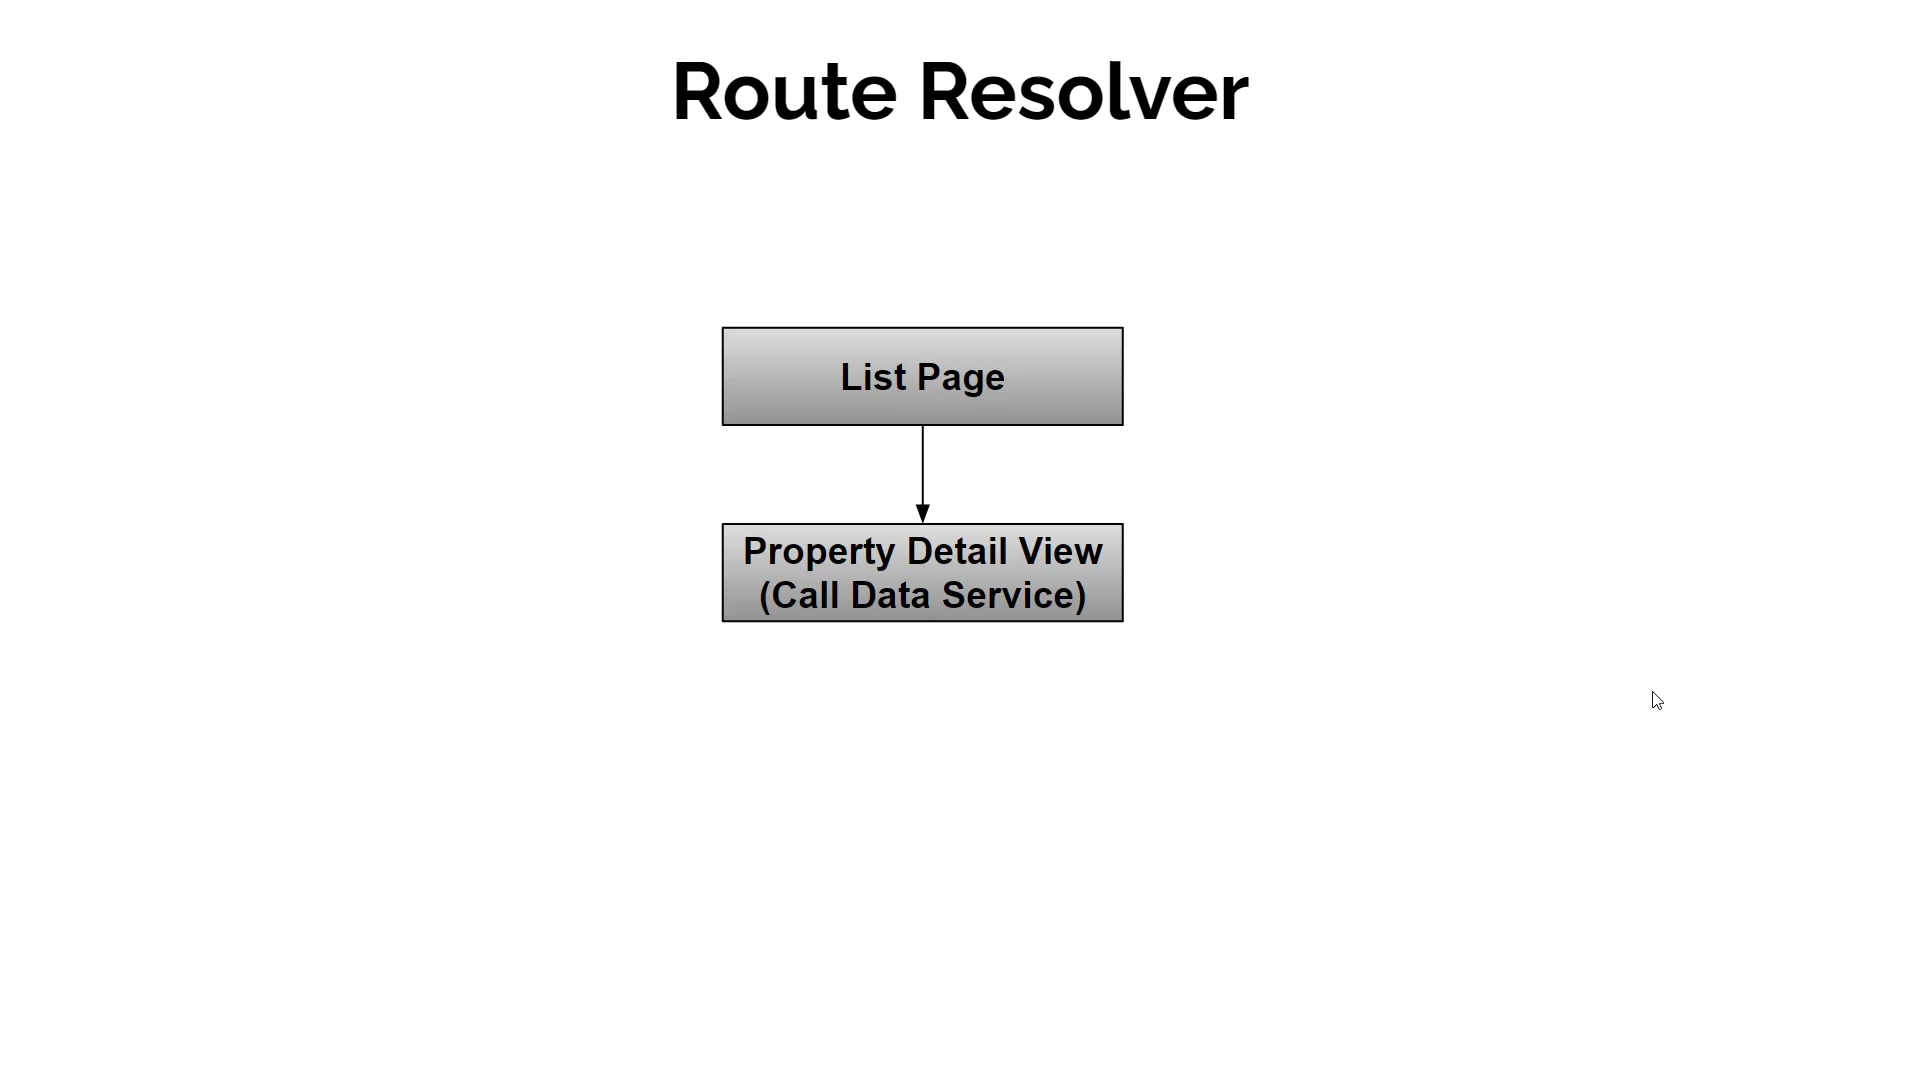 Route Resolver
List Page
Property Detail View
(Call Data Service)